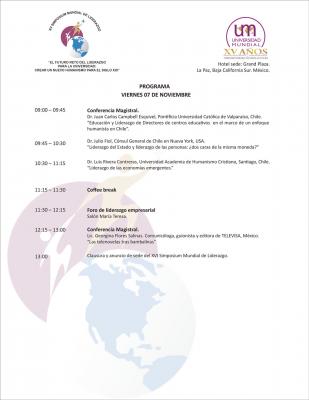 XV SIMPOSIUM MUNDIAL DE LIDERAZGO
"EL FUTURO RETO DEL LIDERAZGO
PARA LA UNIVERSIDAD:
CREAR UN NUEVO HUMANISMO PARA EL SIGLO XXI"
um
UNIVERSIDAD
MUNDIAL
XV AÑOS
Hotel sede: Grand Plaza.
La Paz, Baja California Sur. México.
PROGRAMA
VIERNES 07 DE NOVIEMBRE
09:00 – 09:45 Conferencia Magistral.
Dr. Juan Carlos Campbell Esquivel, Pontificia Universidad Católica de Valparaíso, Chile.
"Educación y Liderazgo de Directores de centros educativos en el marco de un enfoque
humanista en Chile".
09:45 – 10:30 Dr. Julio Fiol, Cónsul General de Chile en Nueva York, USA.
"Liderazgo del Estado y liderazgo de las personas: ¿dos caras de la misma moneda?"
10:30 – 11:15 Dr. Luis Rivera Contreras, Universidad Academia de Humanismo Cristiano, Santiago, Chile.
"Liderazgo de las economías emergentes."
11:15 – 11:30 Coffee break
11:30 – 12:15 Foro de liderazgo empresarial
Salón María Teresa.
12:15 – 13:00 Conferencia Magistral.
Lic. Georgina Flores Salinas. Comunicóloga, guionista y editora de TELEVISA, México.
"Las telenovelas tras bambalinas"
13:00 Clausura y anuncio de sede del XVI Simposium Mundial de Liderazgo.